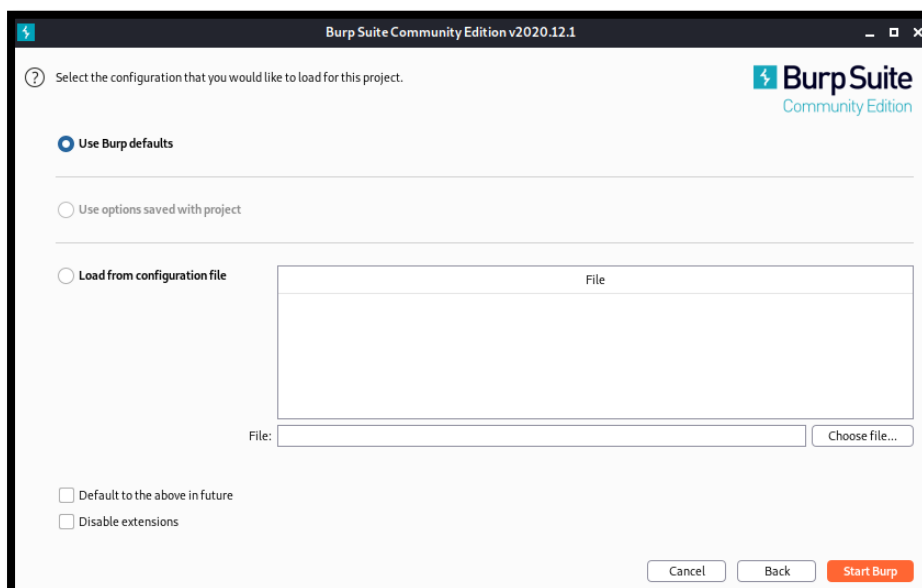 Burp Suite Community Edition v2020.12.1
? Select the configuration that you would like to load for this project.
Burp Suite
Community Edition
Use Burp defaults
Use options saved with project
Load from configuration file
File
File:
Choose file...
Default to the above in future
Disable extensions
Cancel Back Start Burp